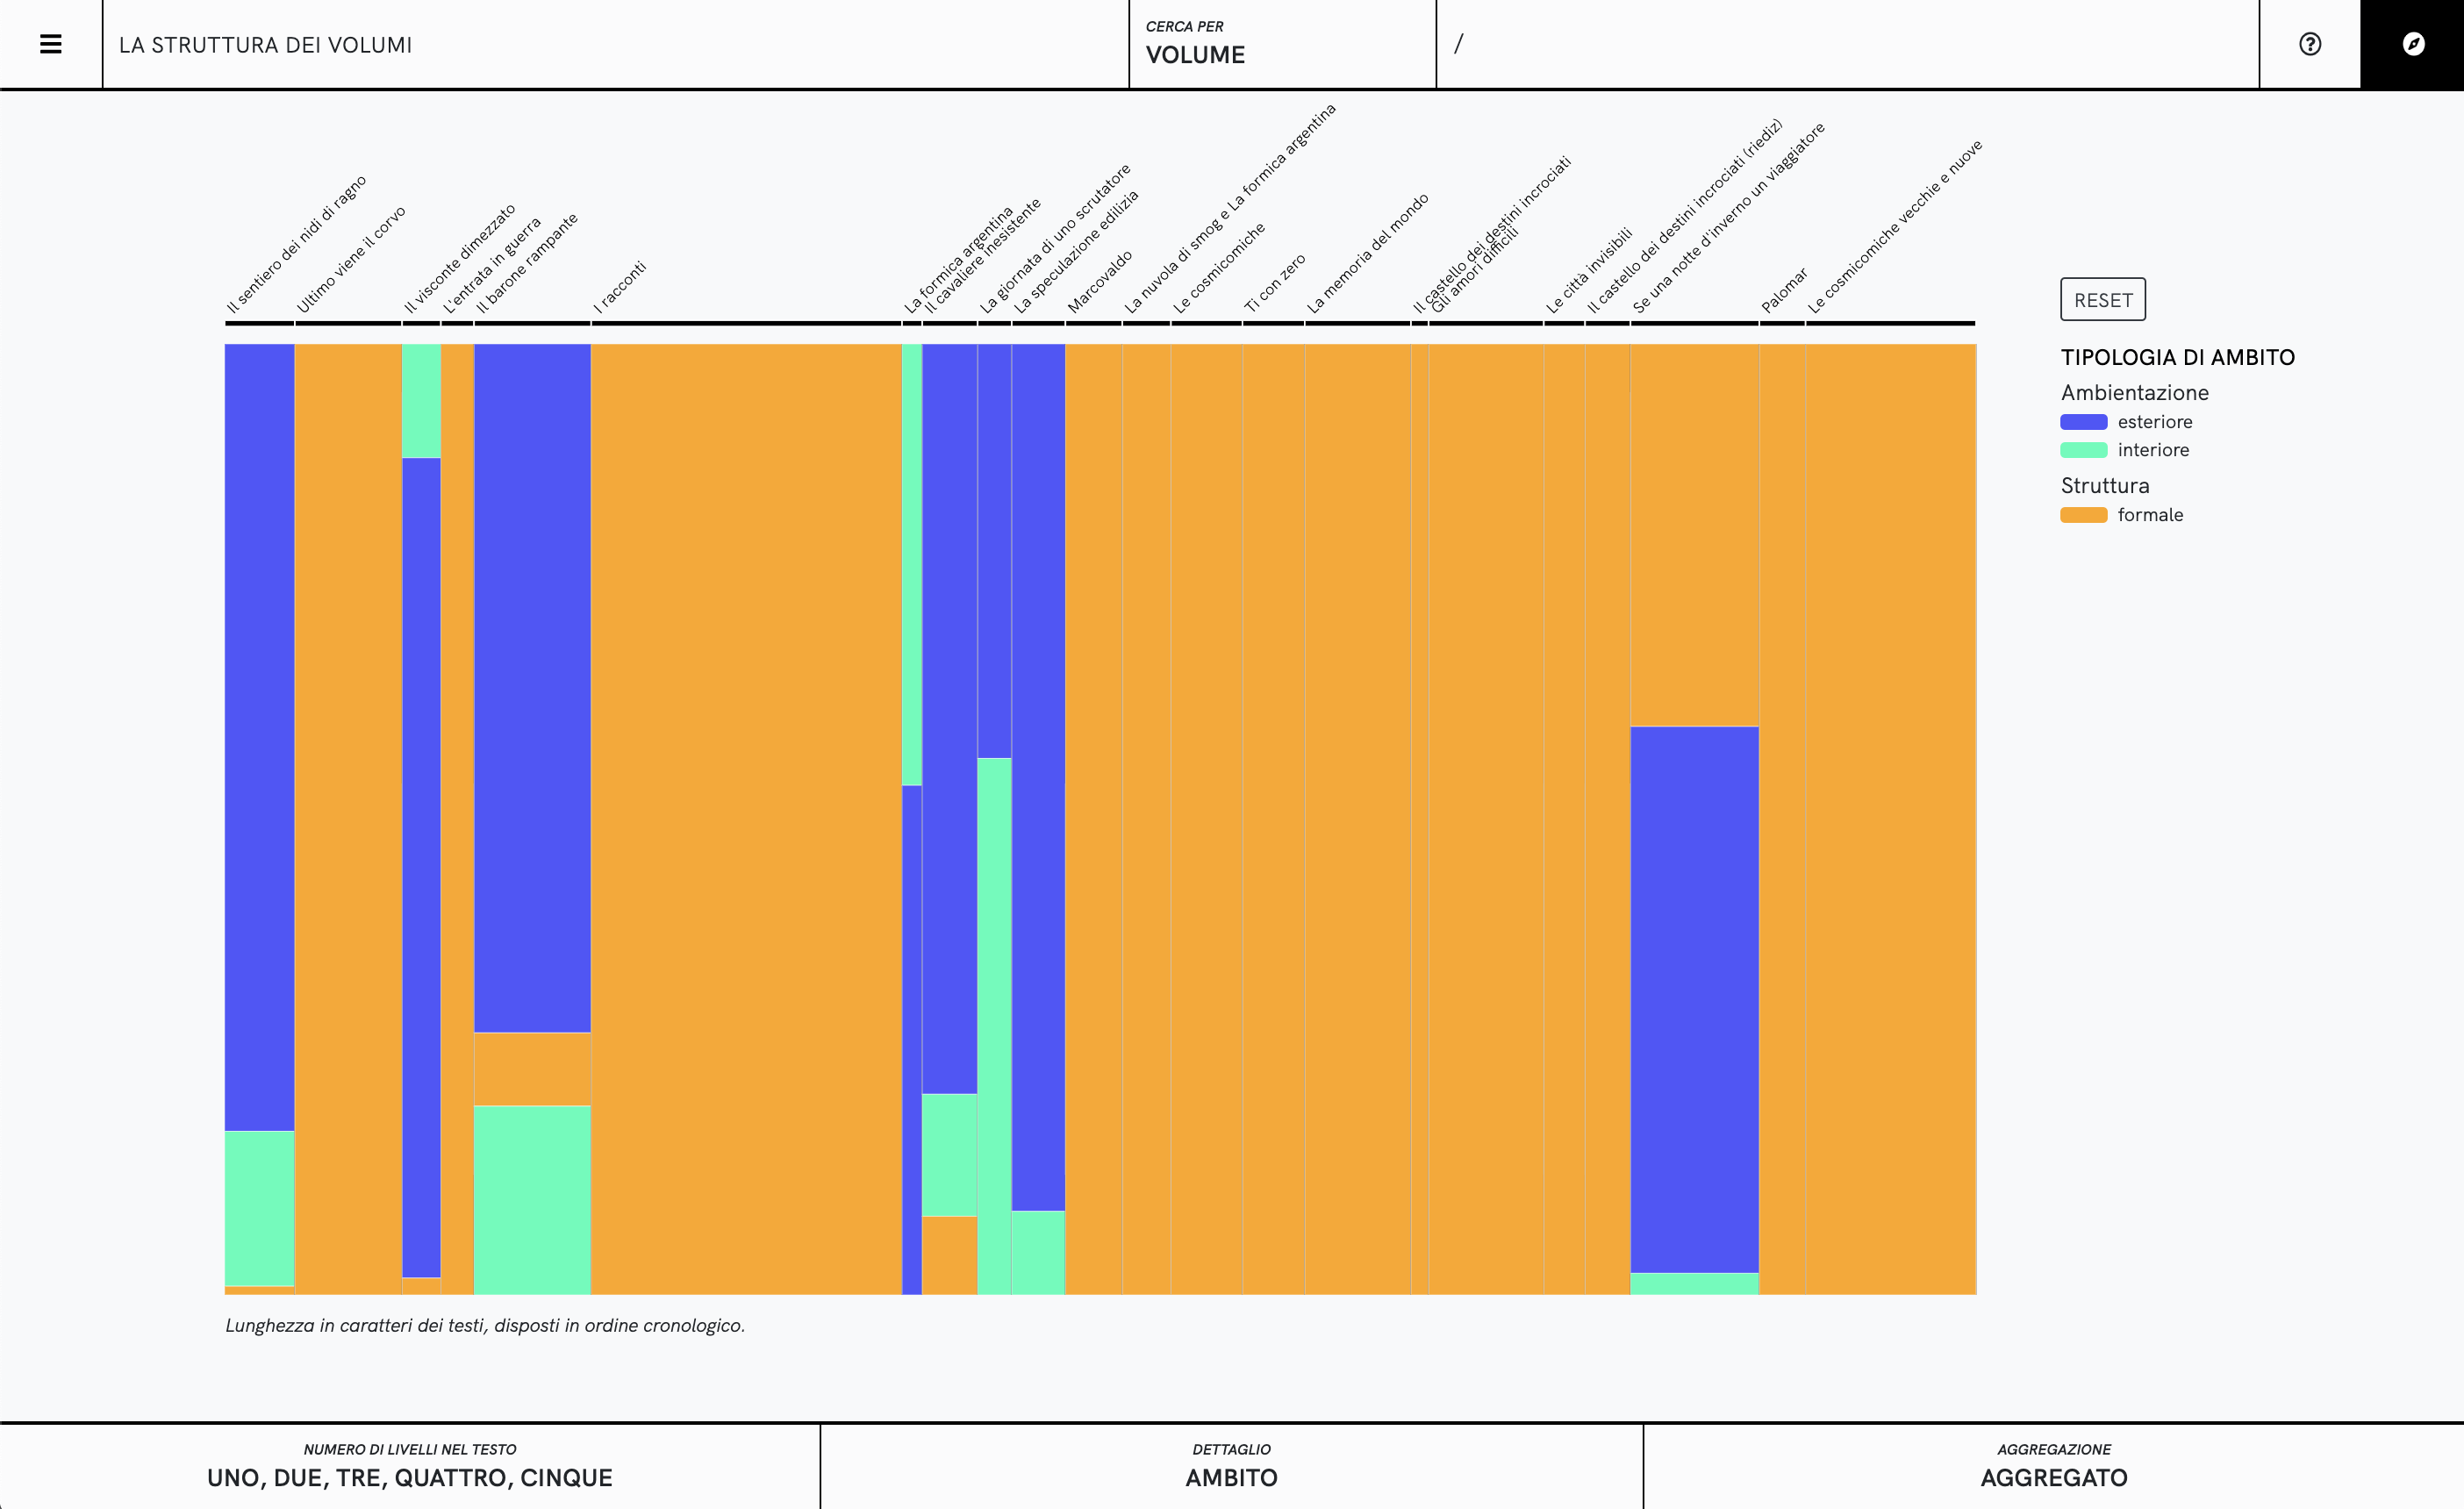 LA STRUTTURA DEI VOLUMI
CERCA PER
VOLUME
/
Il sentiero dei nidi di ragno
Ultimo viene il corvo
Il visconte dimezzato
L'entrata in guerra
Il barone rampante
I racconti
La formica argentina
Il cavaliere inesistente
La giornata di uno scrutatore
La speculazione edilizia
Marcovaldo
La nuvola di smog e La formica argentina
Le cosmicomiche
Ti con zero
La memoria del mondo
Il castello dei destini incrociati
Gli amori difficili
Le città invisibili
Il castello dei destini incrociati (riediz)
Se una notte d'inverno un viaggiatore
Palomar
Le cosmicomiche vecchie e nuove
RESET
TIPOLOGIA DI AMBITO
Ambientazione
esteriore
interiore
Struttura
formale
Lunghezza in caratteri dei testi, disposti in ordine cronologico.
NUMERO DI LIVELLI NEL TESTO
UNO, DUE, TRE, QUATTRO, CINQUE
DETTAGLIO
AMBITO
AGGREGAZIONE
AGGREGATO